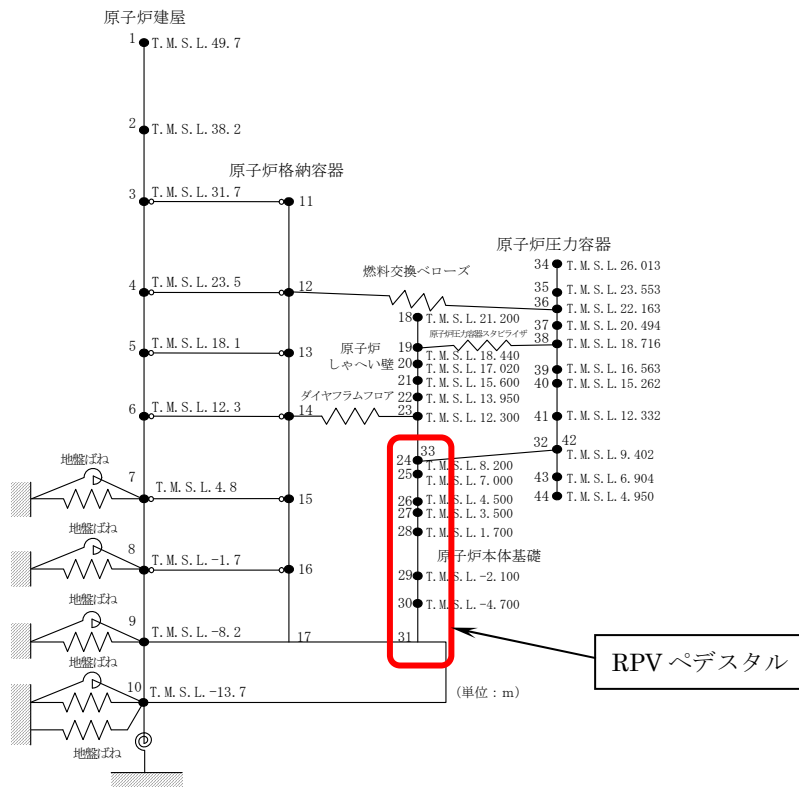 原子炉建屋
1 T.M.S.L.49.7
2 T.M.S.L.38.2
原子炉格納容器
3 T.M.S.L.31.7 11
原子炉圧力容器
34 T.M.S.L.26.013
燃料交換ベローズ
4 T.M.S.L.23.5 12
35 T.M.S.L.23.553
36 T.M.S.L.22.163
18 T.M.S.L.21.200
37 T.M.S.L.20.494
原子炉圧力容器スタビライザ
38 T.M.S.L.18.716
5 T.M.S.L.18.1 13
原子炉
しゃへい壁
19 T.M.S.L.18.440
20 T.M.S.L.17.020
39 T.M.S.L.16.563
21 T.M.S.L.15.600
40 T.M.S.L.15.262
ダイヤフラムフロア
22 T.M.S.L.13.950
6 T.M.S.L.12.3 14
23 T.M.S.L.12.300
41 T.M.S.L.12.332
33
32 42
T.M.S.L.9.402
24 T.M.S.L.8.200
25 T.M.S.L.7.000
43 T.M.S.L.6.904
44 T.M.S.L.4.950
地盤ばね
7 T.M.S.L.4.8 15
26 T.M.S.L.4.500
27 T.M.S.L.3.500
28 T.M.S.L.1.700
地盤ばね
8 T.M.S.L.-1.7 16
原子炉本体基礎
29 T.M.S.L.-2.100
30 T.M.S.L.-4.700
地盤ばね
9 T.M.S.L.-8.2 17 31
RPVペデスタル
地盤ばね
10 T.M.S.L.-13.7
(単位：m)
地盤ばね